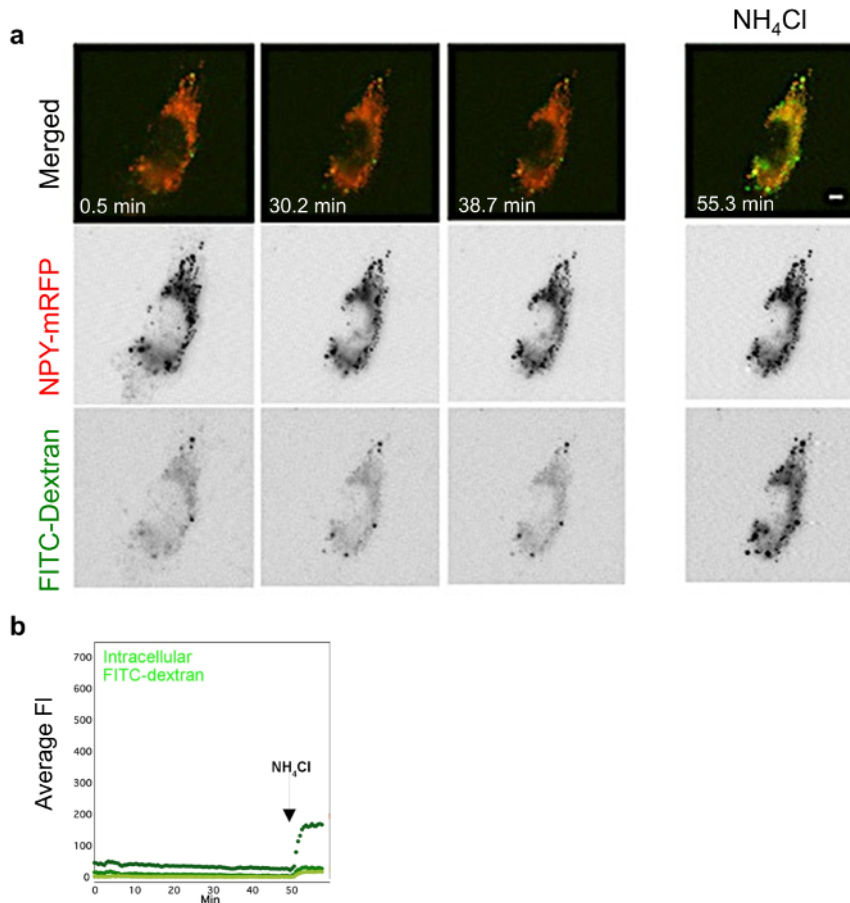 a
NH₄Cl
Merged
0.5 min
30.2 min
38.7 min
55.3 min
NPY-mRFP
FITC-Dextran
b
Intracellular
FITC-dextran
Average FI
700
600
500
400
300
200
100
0
NH₄Cl
0 10 20 30 40 50 60
Min